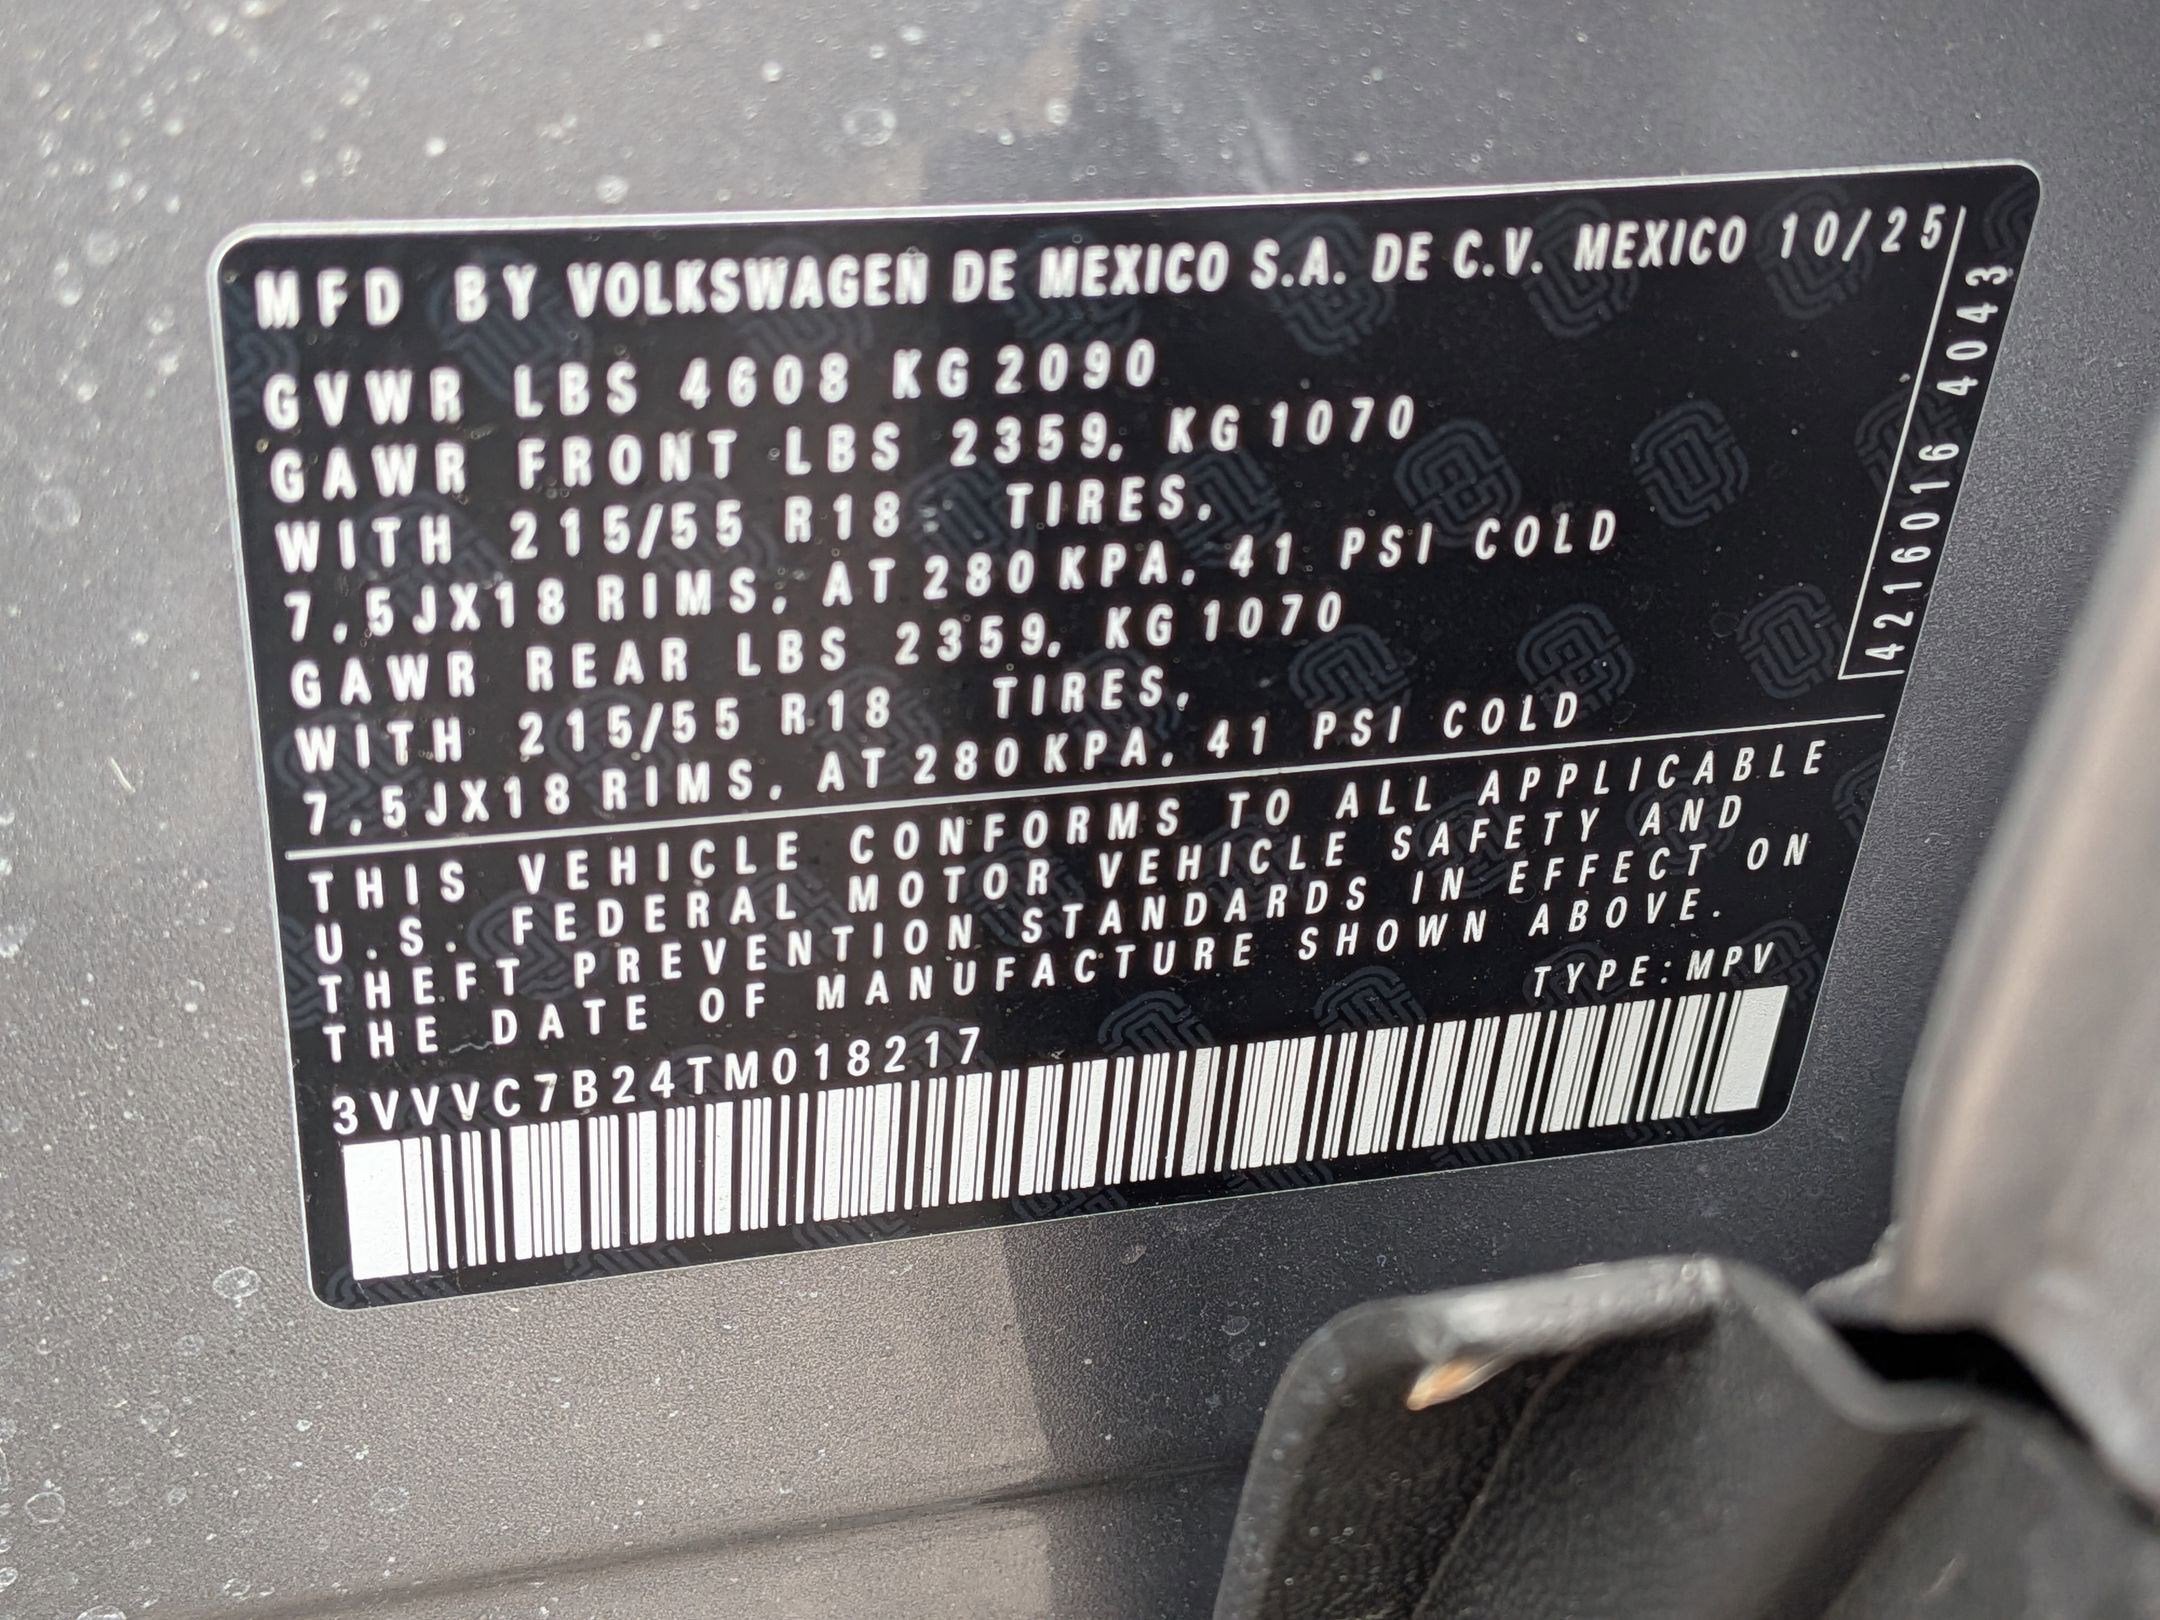 MFD BY VOLKSWAGEN DE MEXICO S.A. DE C.V. MEXICO 10/25
GVWR LBS 4608 KG 2090
GAWR FRONT LBS 2359, KG 1070
WITH 215/55 R18 TIRES,
7,5JX18 RIMS, AT 280 KPA, 41 PSI COLD
GAWR REAR LBS 2359, KG 1070
WITH 215/55 R18 TIRES,
7,5JX18 RIMS, AT 280 KPA, 41 PSI COLD
4216016 4043
THIS VEHICLE CONFORMS TO ALL APPLICABLE
U.S. FEDERAL MOTOR VEHICLE SAFETY AND
THEFT PREVENTION STANDARDS IN EFFECT ON
THE DATE OF MANUFACTURE SHOWN ABOVE.
TYPE:MPV
3VVVC7B24TM018217